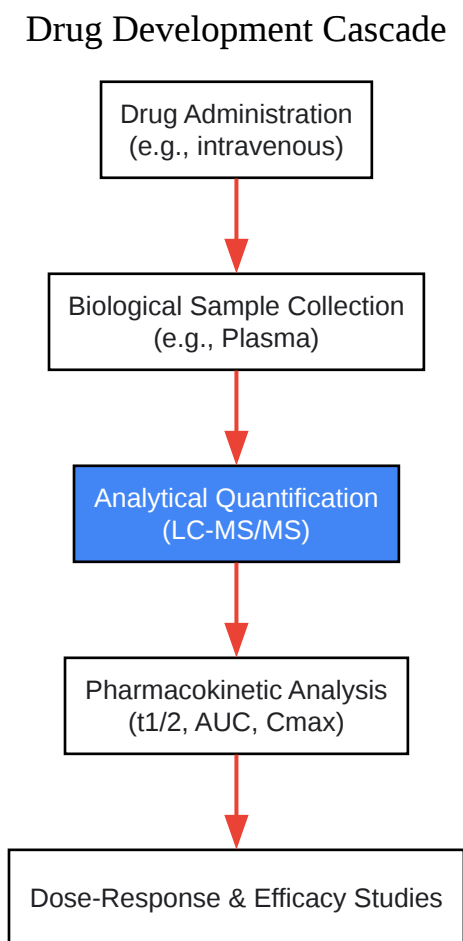 Drug Development Cascade
Drug Administration
(e.g., intravenous)
Biological Sample Collection
(e.g., Plasma)
Analytical Quantification
(LC-MS/MS)
Pharmacokinetic Analysis
(t1/2, AUC, Cmax)
Dose-Response & Efficacy Studies